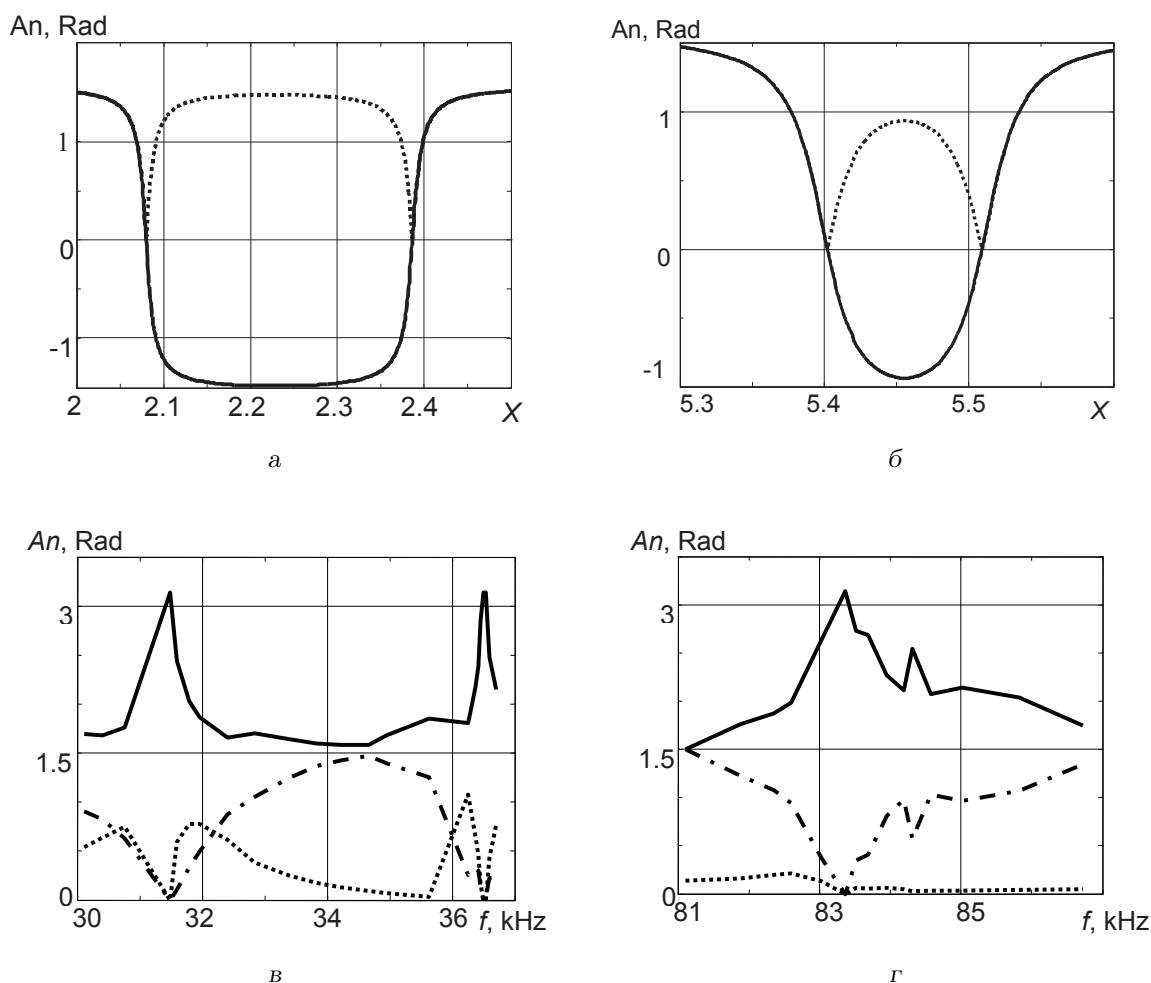 An, Rad
An, Rad
1
1
0
0
-1
-1
2 2.1 2.2 2.3 2.4 X
5.3 5.4 5.5 X
а
б
An, Rad
An, Rad
3
3
1.5
1.5
0
0
30 32 34 36 f, kHz
81 83 85 f, kHz
в
г